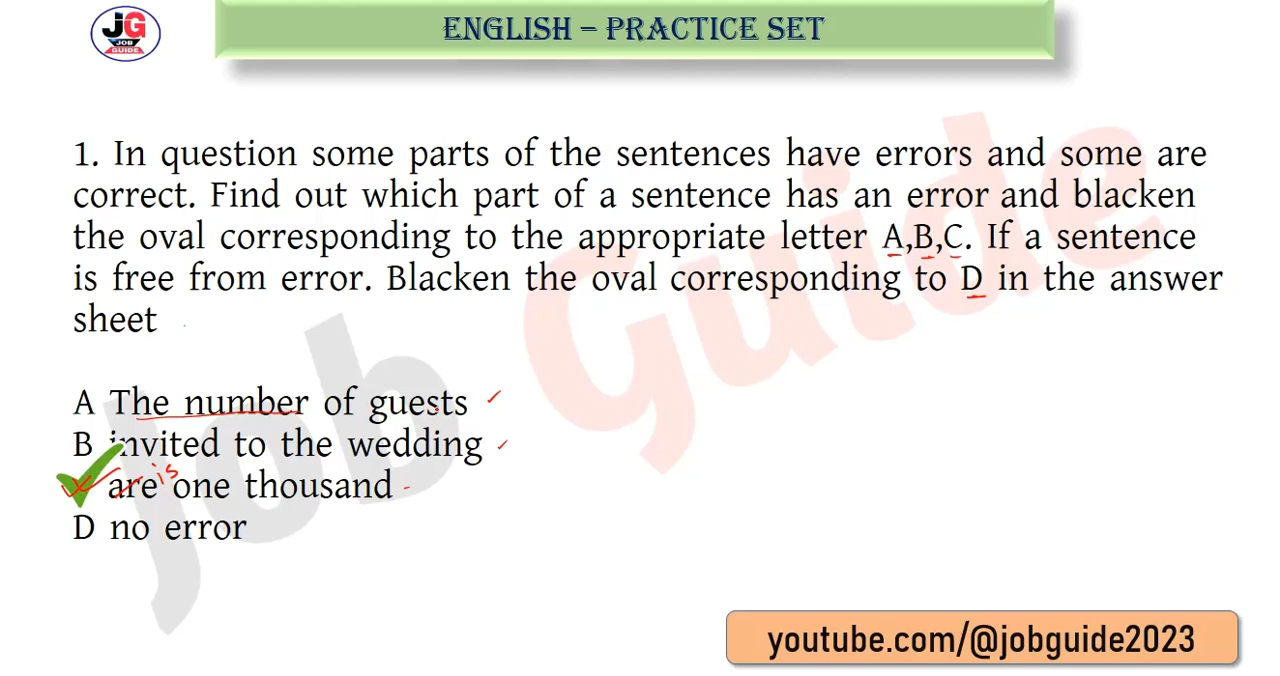 JG
JOB
GUIDE
ENGLISH – PRACTICE SET
1. In question some parts of the sentences have errors and some are
correct. Find out which part of a sentence has an error and blacken
the oval corresponding to the appropriate letter A,B,C. If a sentence
is free from error. Blacken the oval corresponding to D in the answer
sheet
A The number of guests
B invited to the wedding
is
are one thousand
D no error
Job Guide
youtube.com/@jobguide2023